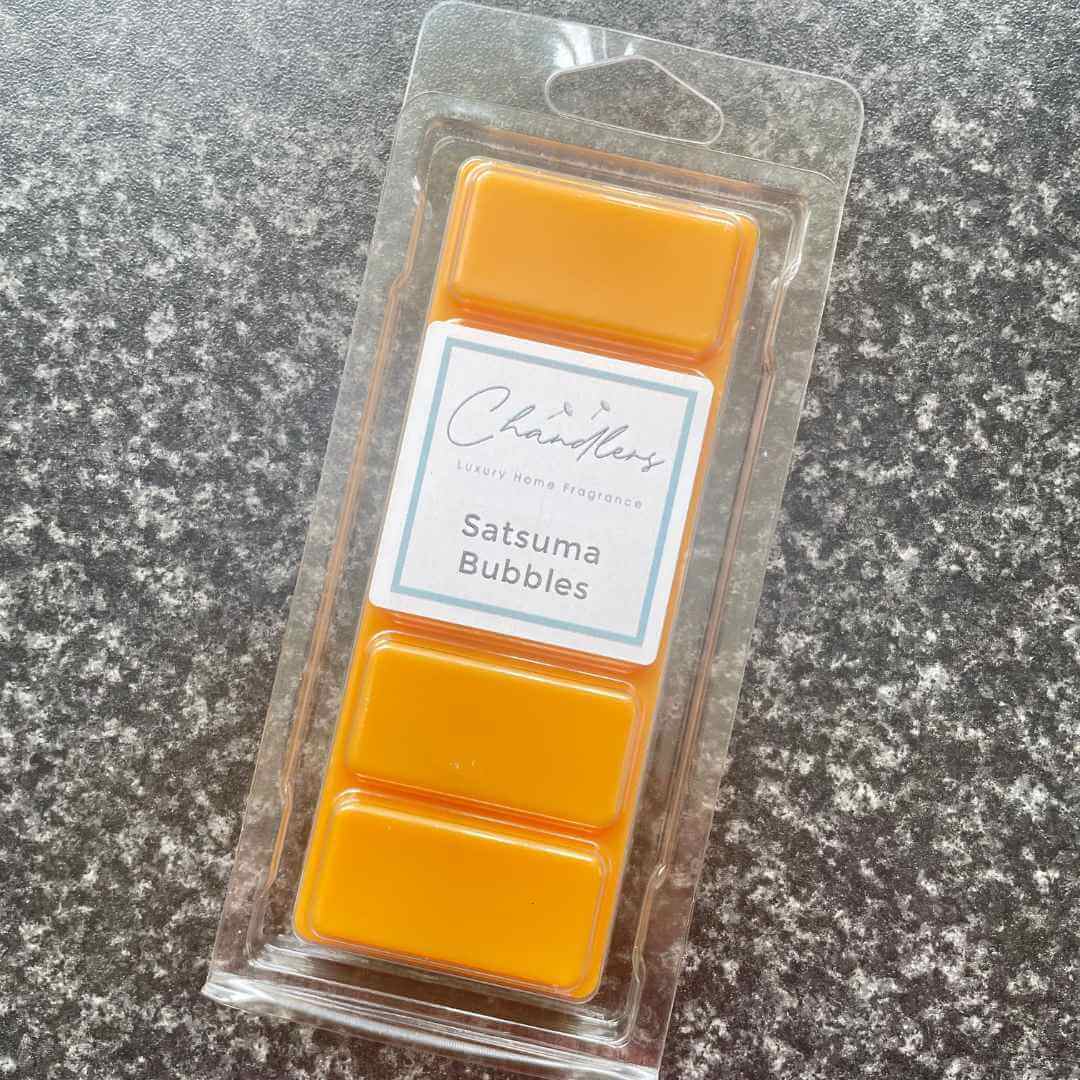 Chandlers
Luxury Home Fragrance
Satsuma
Bubbles